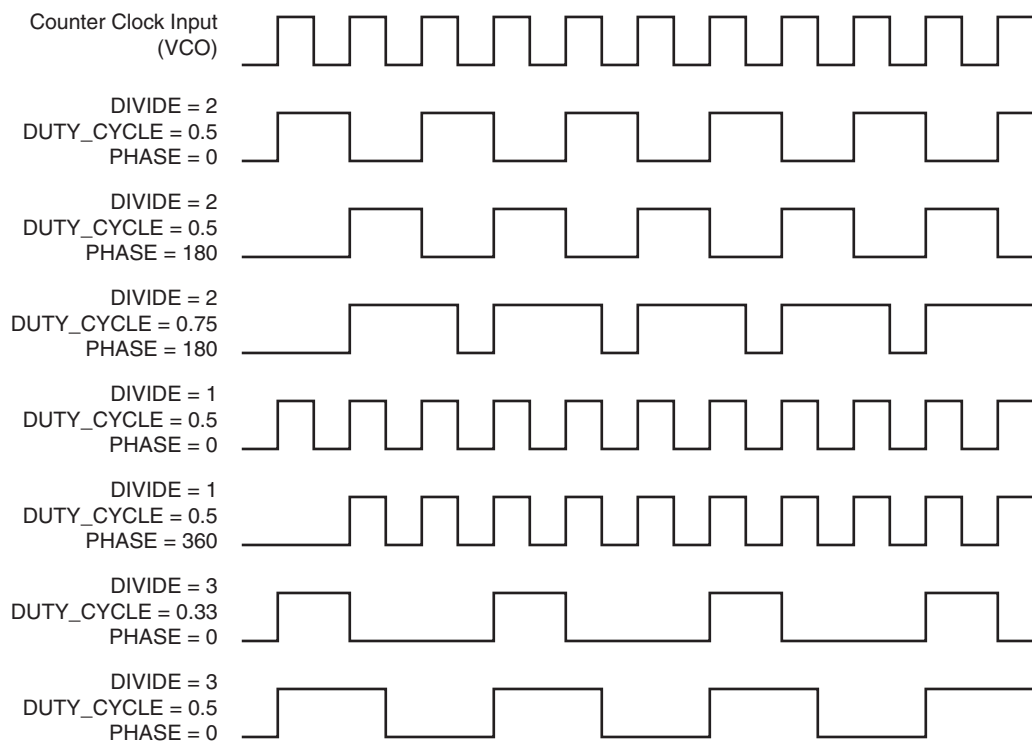 Counter Clock Input
(VCO)
DIVIDE = 2
DUTY_CYCLE = 0.5
PHASE = 0
DIVIDE = 2
DUTY_CYCLE = 0.5
PHASE = 180
DIVIDE = 2
DUTY_CYCLE = 0.75
PHASE = 180
DIVIDE = 1
DUTY_CYCLE = 0.5
PHASE = 0
DIVIDE = 1
DUTY_CYCLE = 0.5
PHASE = 360
DIVIDE = 3
DUTY_CYCLE = 0.33
PHASE = 0
DIVIDE = 3
DUTY_CYCLE = 0.5
PHASE = 0